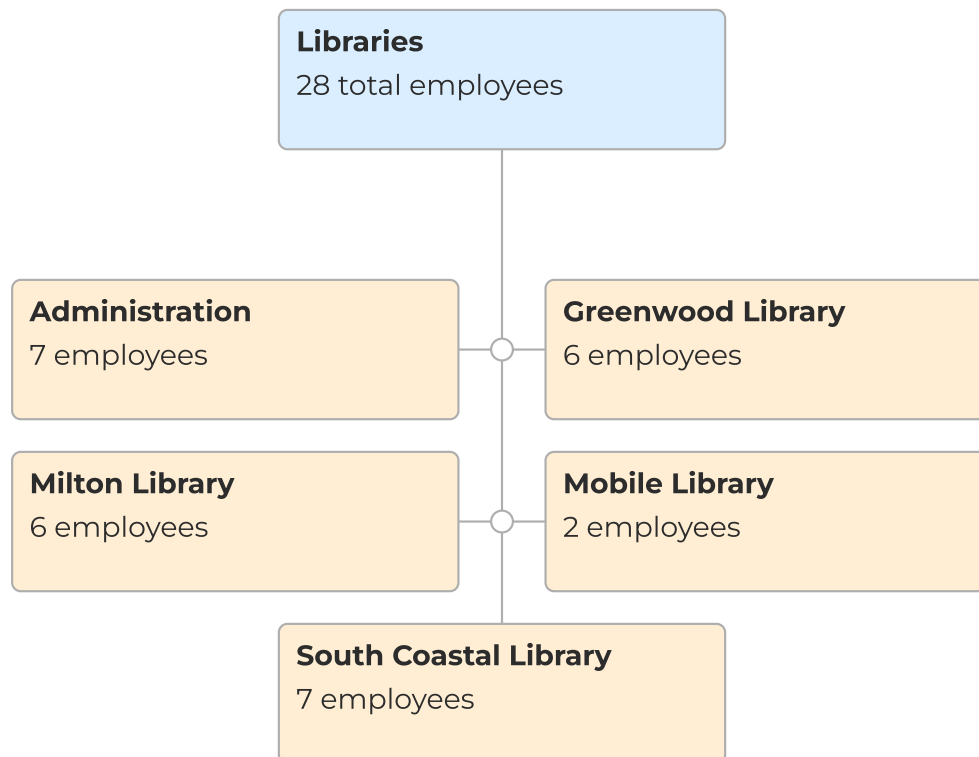 Libraries
28 total employees
Administration
7 employees
Greenwood Library
6 employees
Milton Library
6 employees
Mobile Library
2 employees
South Coastal Library
7 employees